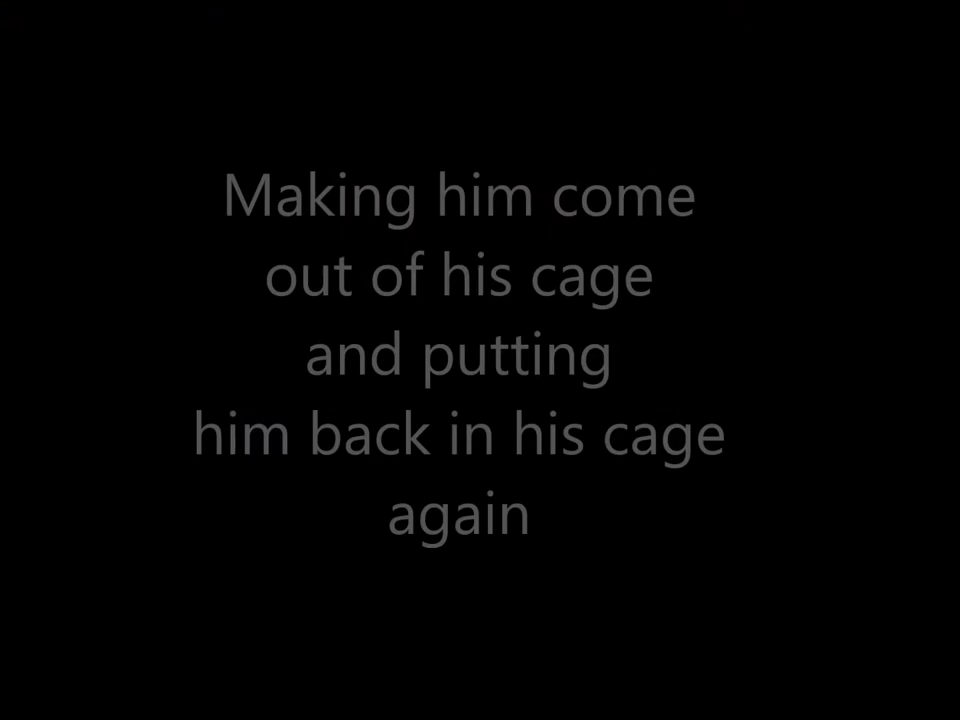 Making him come
out of his cage
and putting
him back in his cage
again